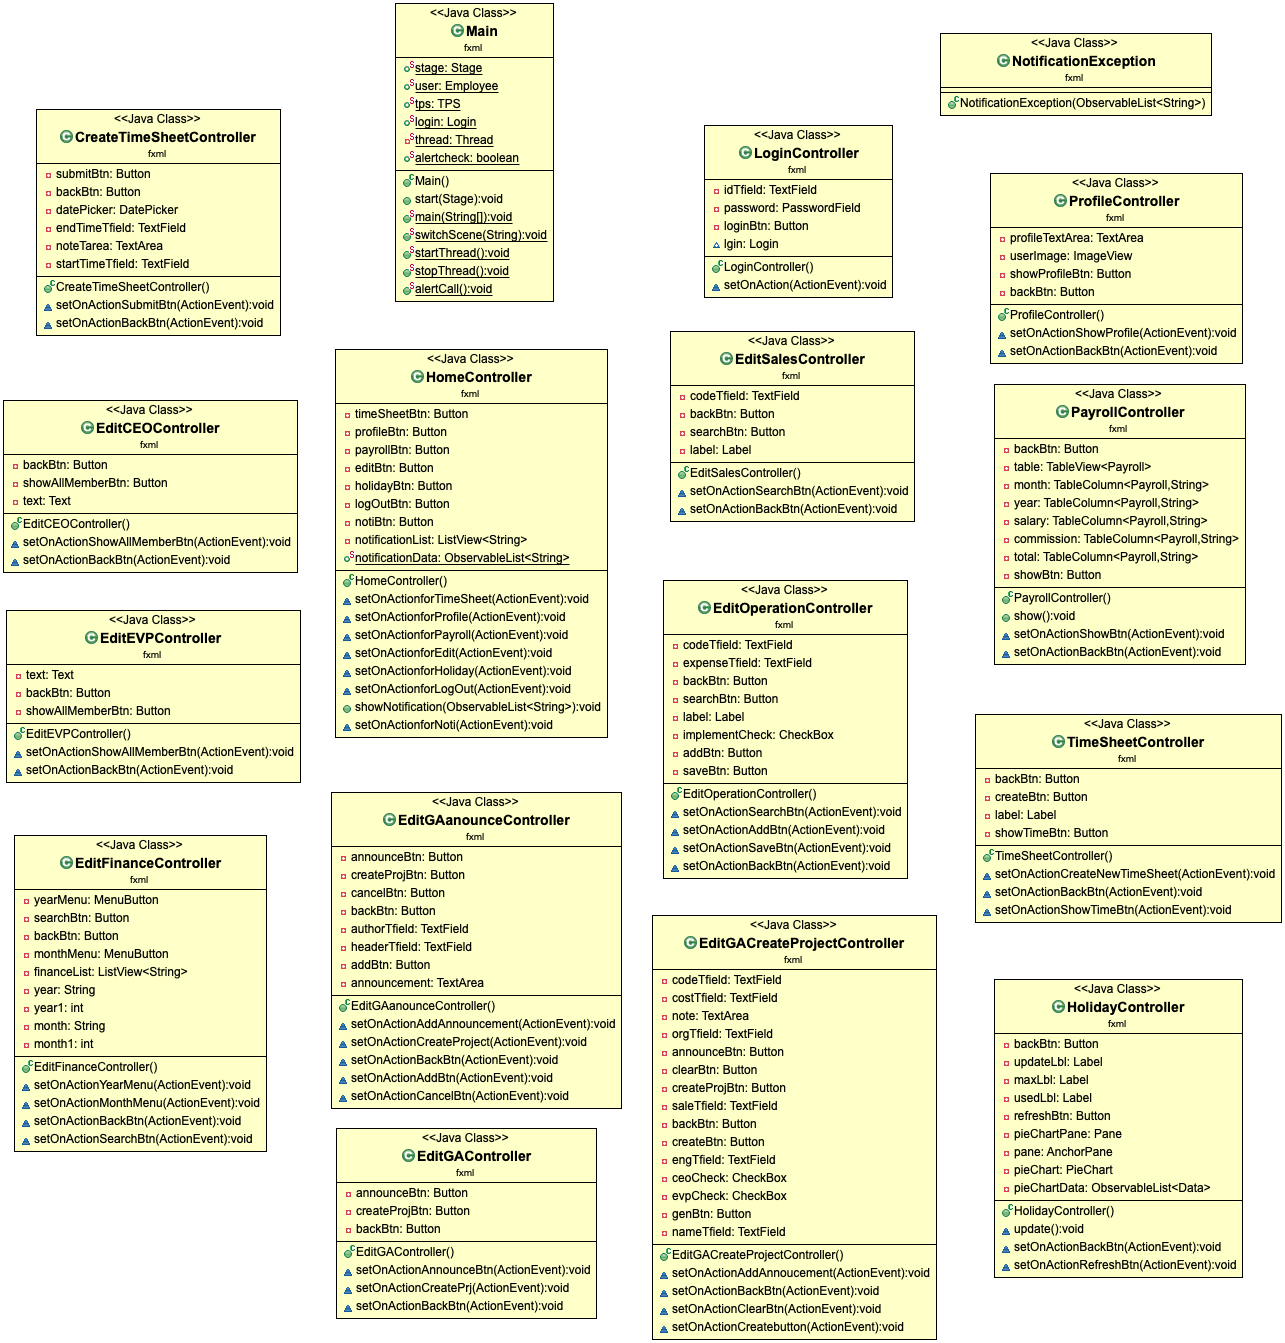 <<Java Class>>
Main
fxml
stage: Stage
user: Employee
tps: TPS
login: Login
thread: Thread
alertcheck: boolean
Main()
start(Stage):void
main(String[]):void
switchScene(String):void
startThread():void
stopThread():void
alertCall():void
<<Java Class>>
NotificationException
fxml
NotificationException(ObservableList<String>)
<<Java Class>>
CreateTimeSheetController
fxml
submitBtn: Button
backBtn: Button
datePicker: DatePicker
endTimeTfield: TextField
noteTarea: TextArea
startTimeTfield: TextField
CreateTimeSheetController()
setOnActionSubmitBtn(ActionEvent):void
setOnActionBackBtn(ActionEvent):void
<<Java Class>>
LoginController
fxml
idTfield: TextField
password: PasswordField
loginBtn: Button
lgin: Login
LoginController()
setOnAction(ActionEvent):void
<<Java Class>>
ProfileController
fxml
profileTextArea: TextArea
userImage: ImageView
showProfileBtn: Button
backBtn: Button
ProfileController()
setOnActionShowProfile(ActionEvent):void
setOnActionBackBtn(ActionEvent):void
<<Java Class>>
EditSalesController
fxml
codeTfield: TextField
backBtn: Button
searchBtn: Button
label: Label
EditSalesController()
setOnActionSearchBtn(ActionEvent):void
setOnActionBackBtn(ActionEvent):void
<<Java Class>>
HomeController
fxml
timeSheetBtn: Button
profileBtn: Button
payrollBtn: Button
editBtn: Button
holidayBtn: Button
logOutBtn: Button
notiBtn: Button
notificationList: ListView<String>
notificationData: ObservableList<String>
HomeController()
setOnActionforTimeSheet(ActionEvent):void
setOnActionforProfile(ActionEvent):void
setOnActionforPayroll(ActionEvent):void
setOnActionforEdit(ActionEvent):void
setOnActionforHoliday(ActionEvent):void
setOnActionforLogOut(ActionEvent):void
showNotification(ObservableList<String>):void
setOnActionforNoti(ActionEvent):void
<<Java Class>>
PayrollController
fxml
backBtn: Button
table: TableView<Payroll>
month: TableColumn<Payroll,String>
year: TableColumn<Payroll,String>
salary: TableColumn<Payroll,String>
commission: TableColumn<Payroll,String>
total: TableColumn<Payroll,String>
showBtn: Button
PayrollController()
show():void
setOnActionShowBtn(ActionEvent):void
setOnActionBackBtn(ActionEvent):void
<<Java Class>>
EditCEOController
fxml
backBtn: Button
showAllMemberBtn: Button
text: Text
EditCEOController()
setOnActionShowAllMemberBtn(ActionEvent):void
setOnActionBackBtn(ActionEvent):void
<<Java Class>>
EditOperationController
fxml
codeTfield: TextField
expenseTfield: TextField
backBtn: Button
searchBtn: Button
label: Label
implementCheck: CheckBox
addBtn: Button
saveBtn: Button
EditOperationController()
setOnActionSearchBtn(ActionEvent):void
setOnActionAddBtn(ActionEvent):void
setOnActionSaveBtn(ActionEvent):void
setOnActionBackBtn(ActionEvent):void
<<Java Class>>
EditEVPController
fxml
text: Text
backBtn: Button
showAllMemberBtn: Button
EditEVPController()
setOnActionShowAllMemberBtn(ActionEvent):void
setOnActionBackBtn(ActionEvent):void
<<Java Class>>
TimeSheetController
fxml
backBtn: Button
createBtn: Button
label: Label
showTimeBtn: Button
TimeSheetController()
setOnActionCreateNewTimeSheet(ActionEvent):void
setOnActionBackBtn(ActionEvent):void
setOnActionShowTimeBtn(ActionEvent):void
<<Java Class>>
EditGAanounceController
fxml
announceBtn: Button
createProjBtn: Button
cancelBtn: Button
backBtn: Button
authorTfield: TextField
headerTfield: TextField
addBtn: Button
announcement: TextArea
EditGAanounceController()
setOnActionAddAnnouncement(ActionEvent):void
setOnActionCreateProject(ActionEvent):void
setOnActionBackBtn(ActionEvent):void
setOnActionAddBtn(ActionEvent):void
setOnActionCancelBtn(ActionEvent):void
<<Java Class>>
EditFinanceController
fxml
yearMenu: MenuButton
searchBtn: Button
backBtn: Button
monthMenu: MenuButton
financeList: ListView<String>
year: String
year1: int
month: String
month1: int
EditFinanceController()
setOnActionYearMenu(ActionEvent):void
setOnActionMonthMenu(ActionEvent):void
setOnActionBackBtn(ActionEvent):void
setOnActionSearchBtn(ActionEvent):void
<<Java Class>>
EditGACreateProjectController
fxml
codeTfield: TextField
costTfield: TextField
note: TextArea
orgTfield: TextField
announceBtn: Button
clearBtn: Button
createProjBtn: Button
saleTfield: TextField
backBtn: Button
createBtn: Button
engTfield: TextField
ceoCheck: CheckBox
evpCheck: CheckBox
genBtn: Button
nameTfield: TextField
EditGACreateProjectController()
setOnActionAddAnnoucement(ActionEvent):void
setOnActionBackBtn(ActionEvent):void
setOnActionClearBtn(ActionEvent):void
setOnActionCreatebutton(ActionEvent):void
<<Java Class>>
HolidayController
fxml
backBtn: Button
updateLbl: Label
maxLbl: Label
usedLbl: Label
refreshBtn: Button
pieChartPane: Pane
pane: AnchorPane
pieChart: PieChart
pieChartData: ObservableList<Data>
HolidayController()
update():void
setOnActionBackBtn(ActionEvent):void
setOnActionRefreshBtn(ActionEvent):void
<<Java Class>>
EditGAController
fxml
announceBtn: Button
createProjBtn: Button
backBtn: Button
EditGAController()
setOnActionAnnounceBtn(ActionEvent):void
setOnActionCreatePrj(ActionEvent):void
setOnActionBackBtn(ActionEvent):void